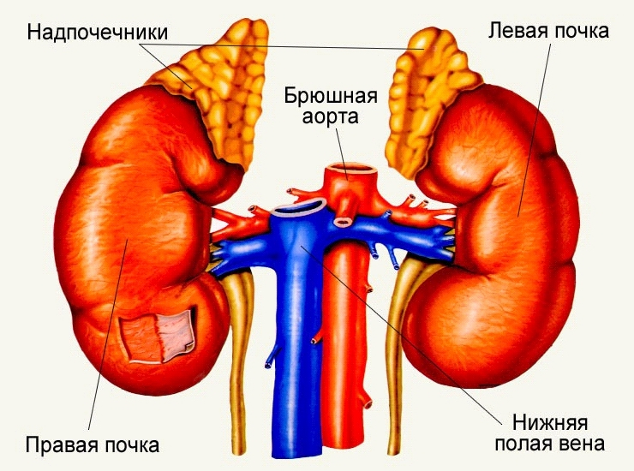 Надпочечники
Левая почка
Брюшная
аорта
Правая почка
Нижняя
полая вена